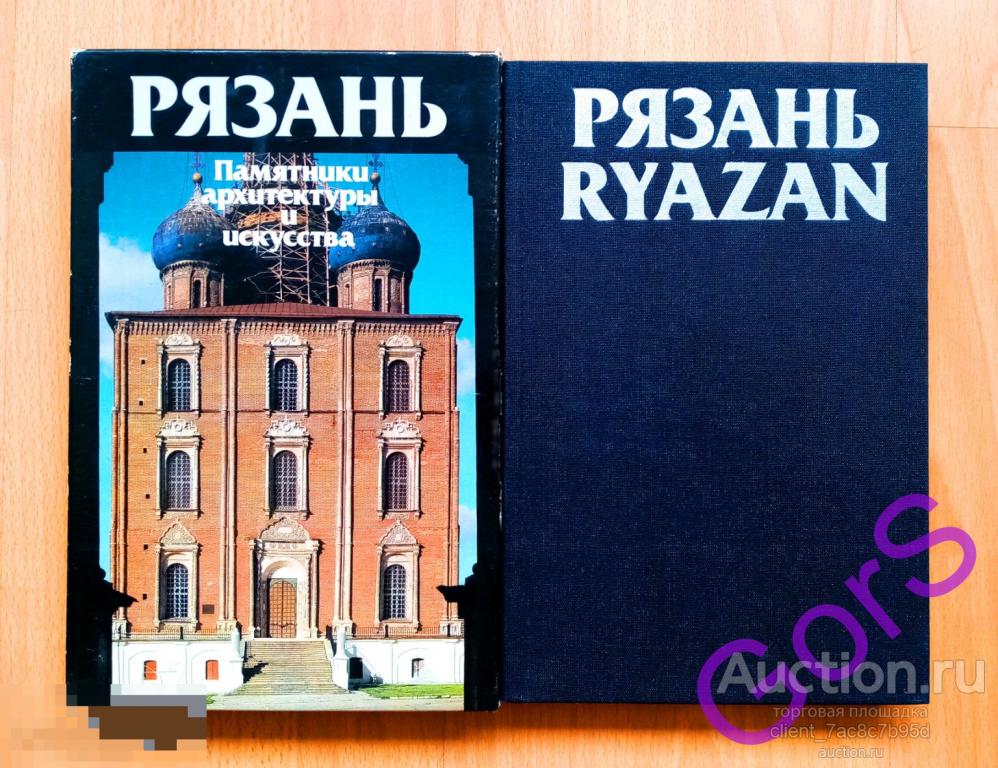 РЯЗАНЬ
Памятники
архитектуры
и
искусства
РЯЗАНЬ
RYAZAN
CorS
Auction.ru
торговая площадка
client_7ac8c7b95d
auction.ru